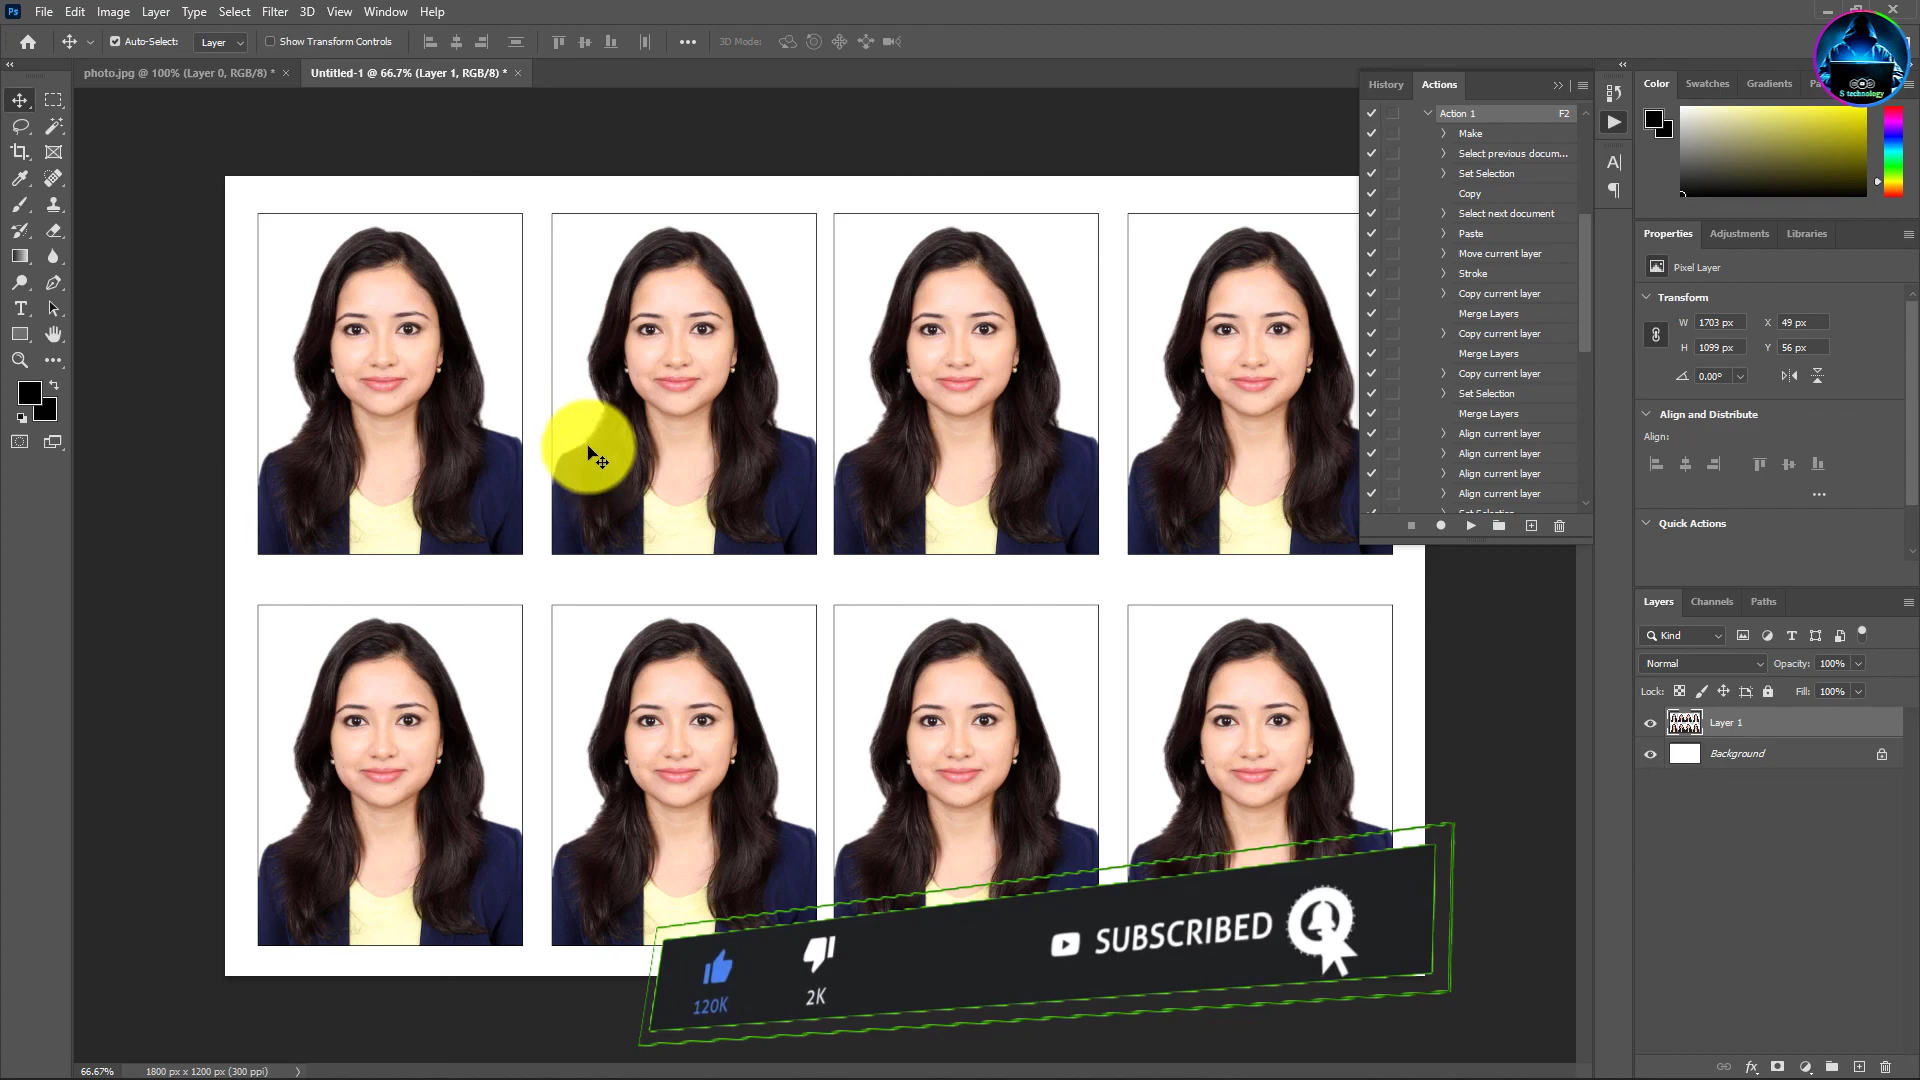 Ps File Edit Image Layer Type Select Filter 3D View Window Help
Auto-Select: Layer Show Transform Controls 3D Mode:
photo.jpg @ 100% (Layer 0, RGB/8) * × Untitled-1 @ 66.7% (Layer 1, RGB/8) * ×
S technology
History Actions
Action 1 F2
Make
Select previous docum...
Set Selection
Copy
Select next document
Paste
Move current layer
Stroke
Copy current layer
Merge Layers
Copy current layer
Merge Layers
Copy current layer
Set Selection
Merge Layers
Align current layer
Align current layer
Align current layer
Align current layer
Color Swatches Gradients
Properties Adjustments Libraries
Pixel Layer
Transform
W 1703 px X 49 px
H 1099 px Y 56 px
0.00°
Align and Distribute
Align:
Quick Actions
Layers Channels Paths
Kind
Normal Opacity: 100%
Lock: Fill: 100%
Layer 1
Background
SUBSCRIBED
120K 2K
66.67% 1800 px x 1200 px (300 ppi)